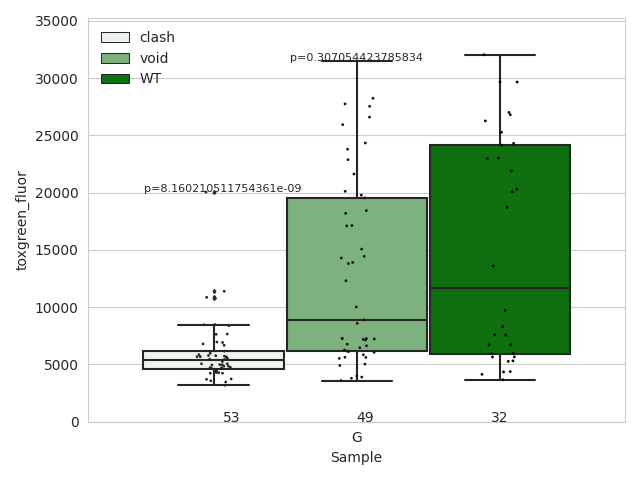 35000
30000
25000
20000
15000
10000
5000
0
toxgreen_fluor
clash
void
WT
p=0.307054423785834
p=8.160210511754361e-09
53
49
32
G
Sample